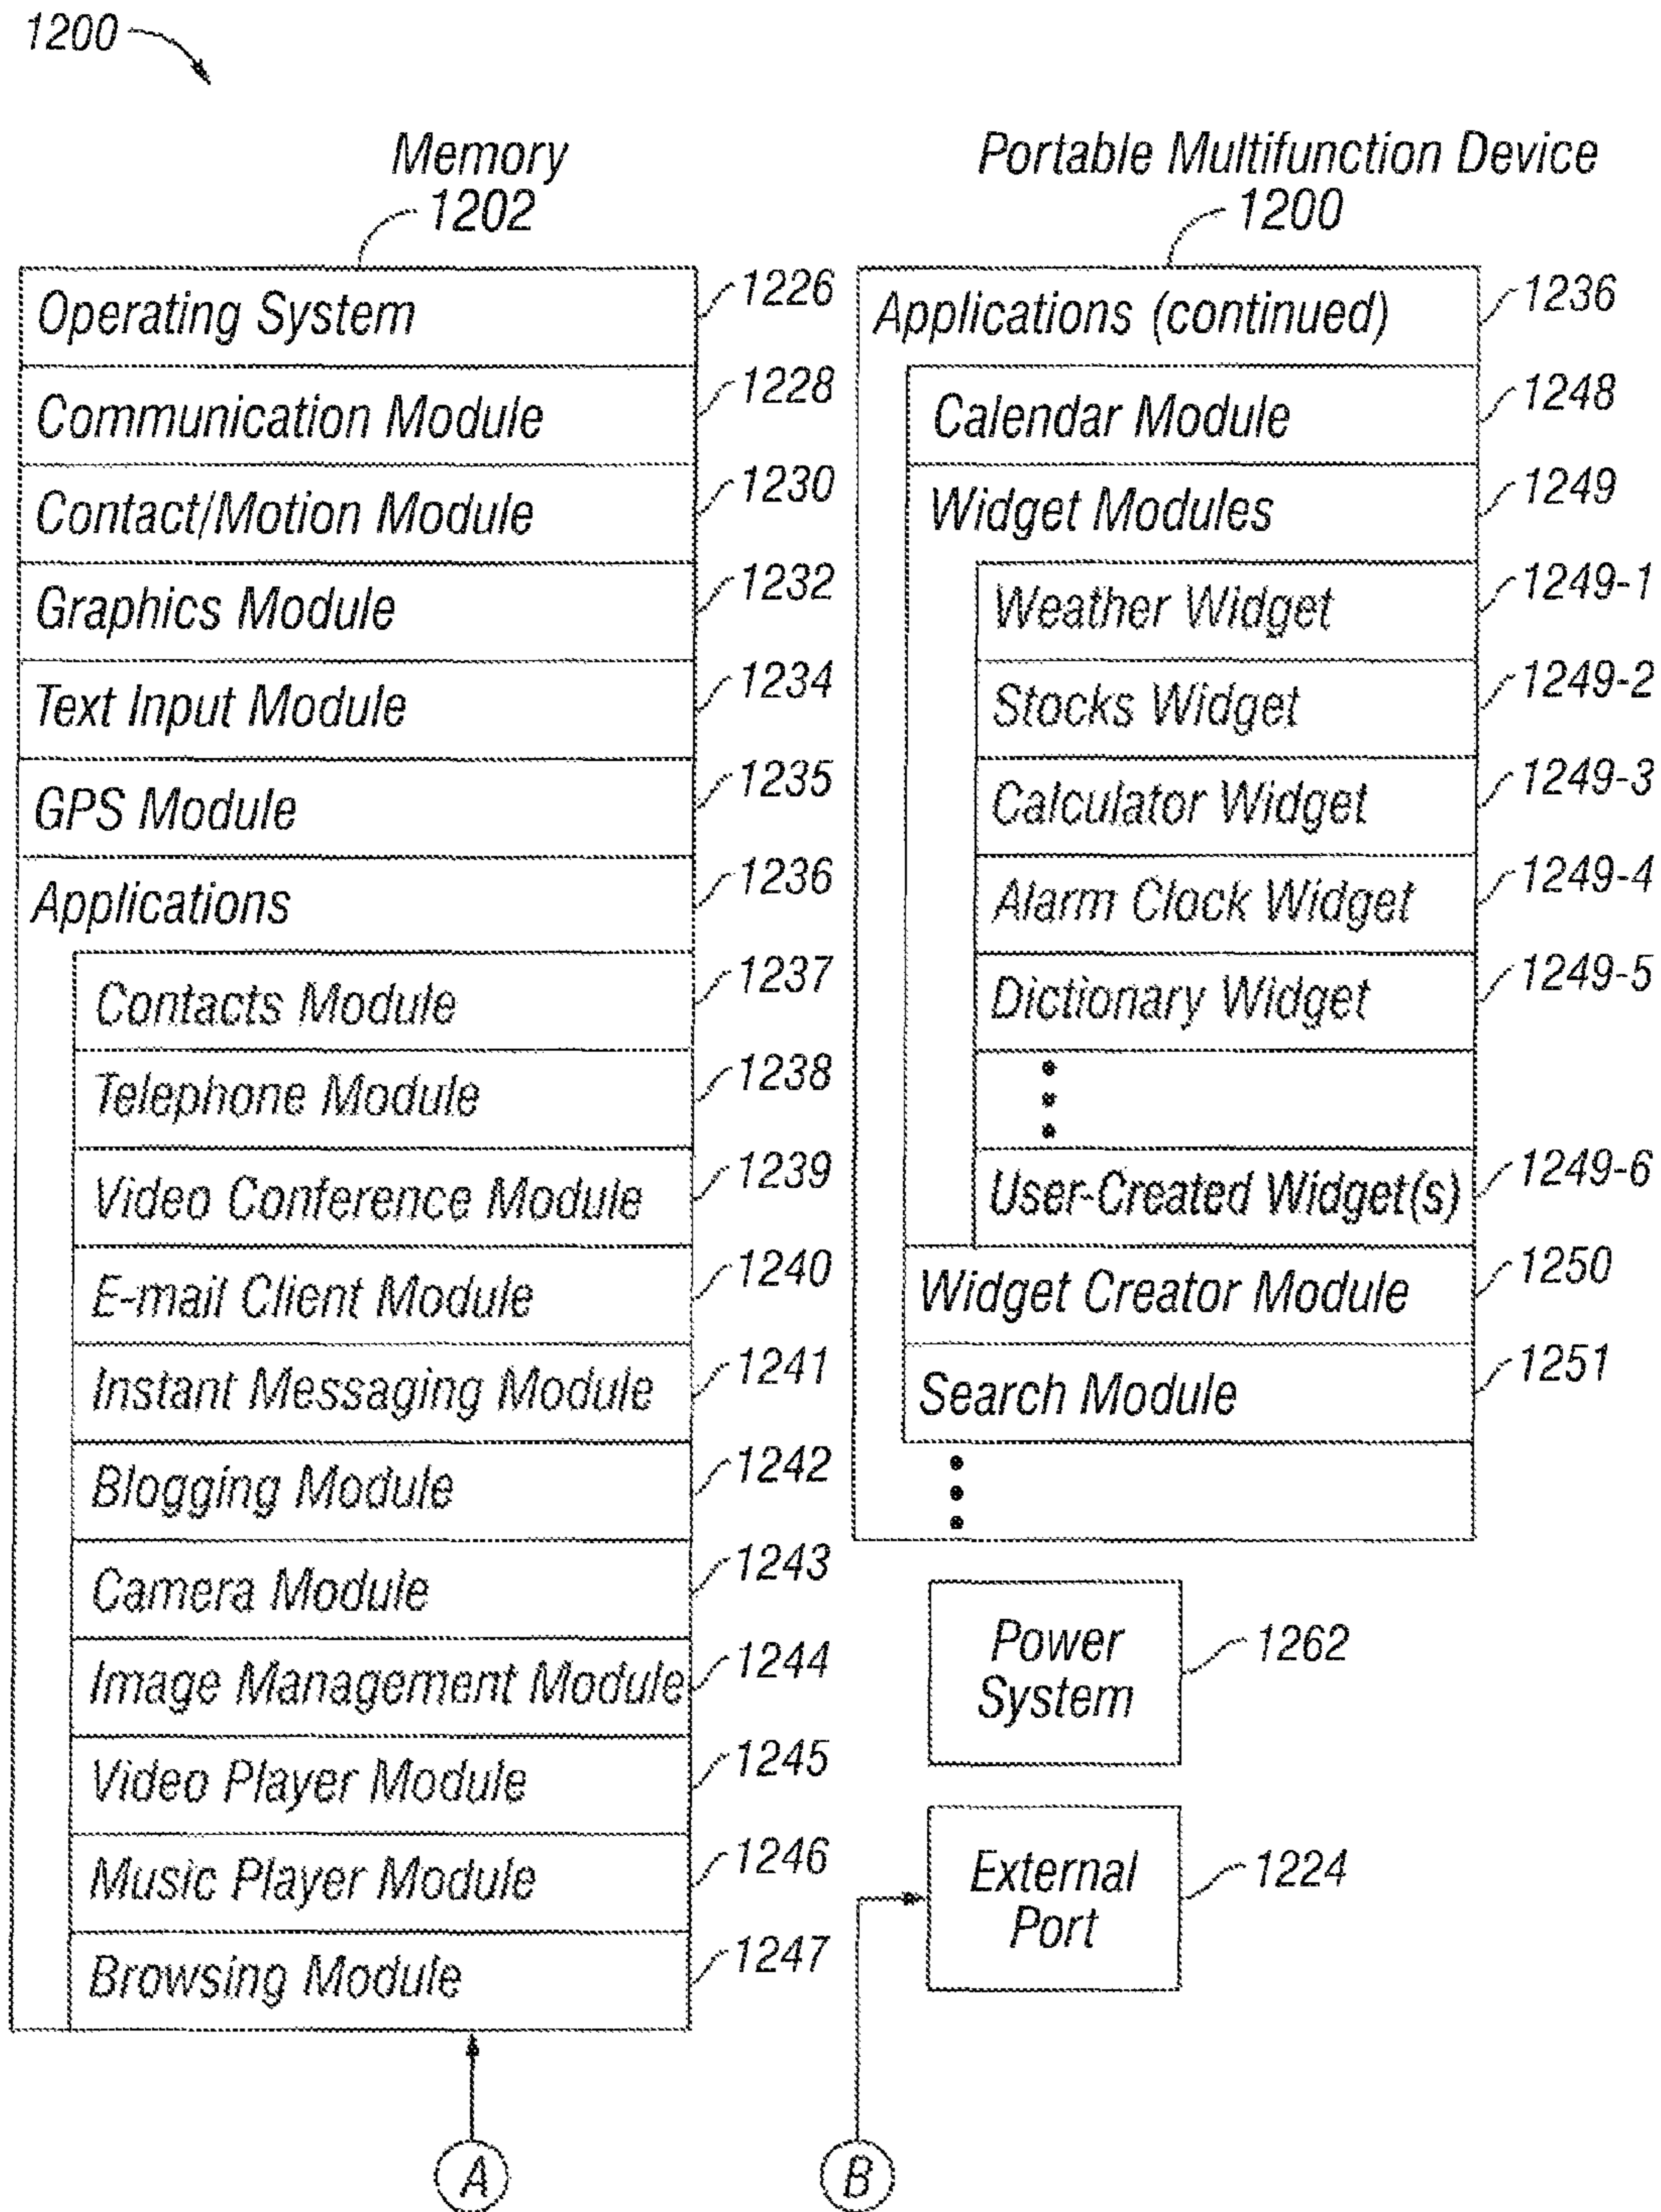 1200
Memory
1202
Operating System
1226
Communication Module
1228
Contact/Motion Module
1230
Graphics Module
1232
Text Input Module
1234
GPS Module
1235
Applications
1236
Contacts Module
1237
Telephone Module
1238
Video Conference Module
1239
E-mail Client Module
1240
Instant Messaging Module
1241
Blogging Module
1242
Camera Module
1243
Image Management Module
1244
Video Player Module
1245
Music Player Module
1246
Browsing Module
1247
A
Portable Multifunction Device
1200
Applications (continued)
1236
Calendar Module
1248
Widget Modules
1249
Weather Widget
1249-1
Stocks Widget
1249-2
Calculator Widget
1249-3
Alarm Clock Widget
1249-4
Dictionary Widget
1249-5
User-Created Widget(s)
1249-6
Widget Creator Module
1250
Search Module
1251
Power
System
1262
External
Port
1224
B